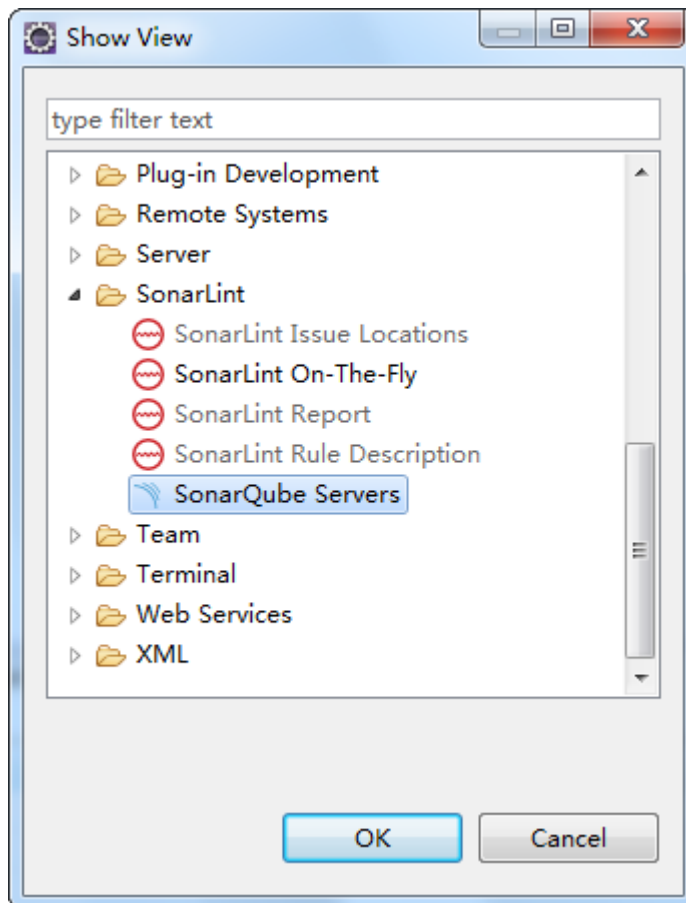 Show View
type filter text
Plug-in Development
Remote Systems
Server
SonarLint
SonarLint Issue Locations
SonarLint On-The-Fly
SonarLint Report
SonarLint Rule Description
SonarQube Servers
Team
Terminal
Web Services
XML
OK Cancel